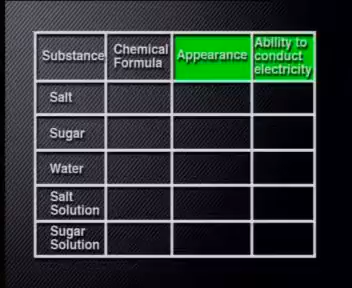 Substance
Chemical
Formula
Appearance
Ability to
conduct
electricity
Salt
Sugar
Water
Salt
Solution
Sugar
Solution